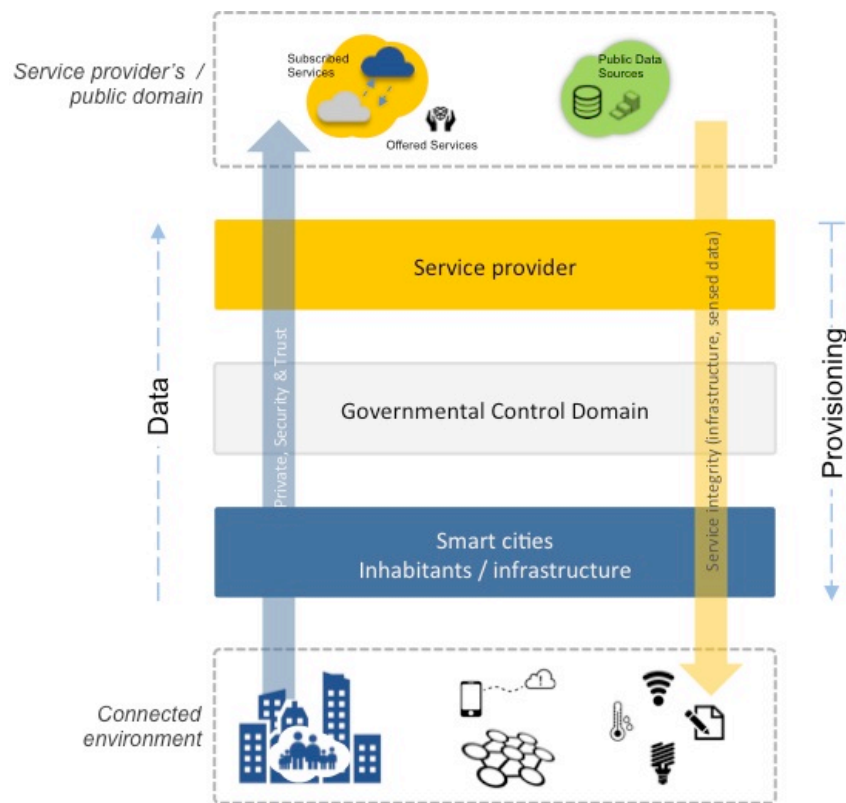 Service provider's /
public domain
Subscribed
Services
Offered Services
Public Data
Sources
Data
Private, Security & Trust
Service provider
Governmental Control Domain
Smart cities
Inhabitants / infrastructure
Service integrity (infrastructure, sensed data)
Provisioning
Connected
environment
!